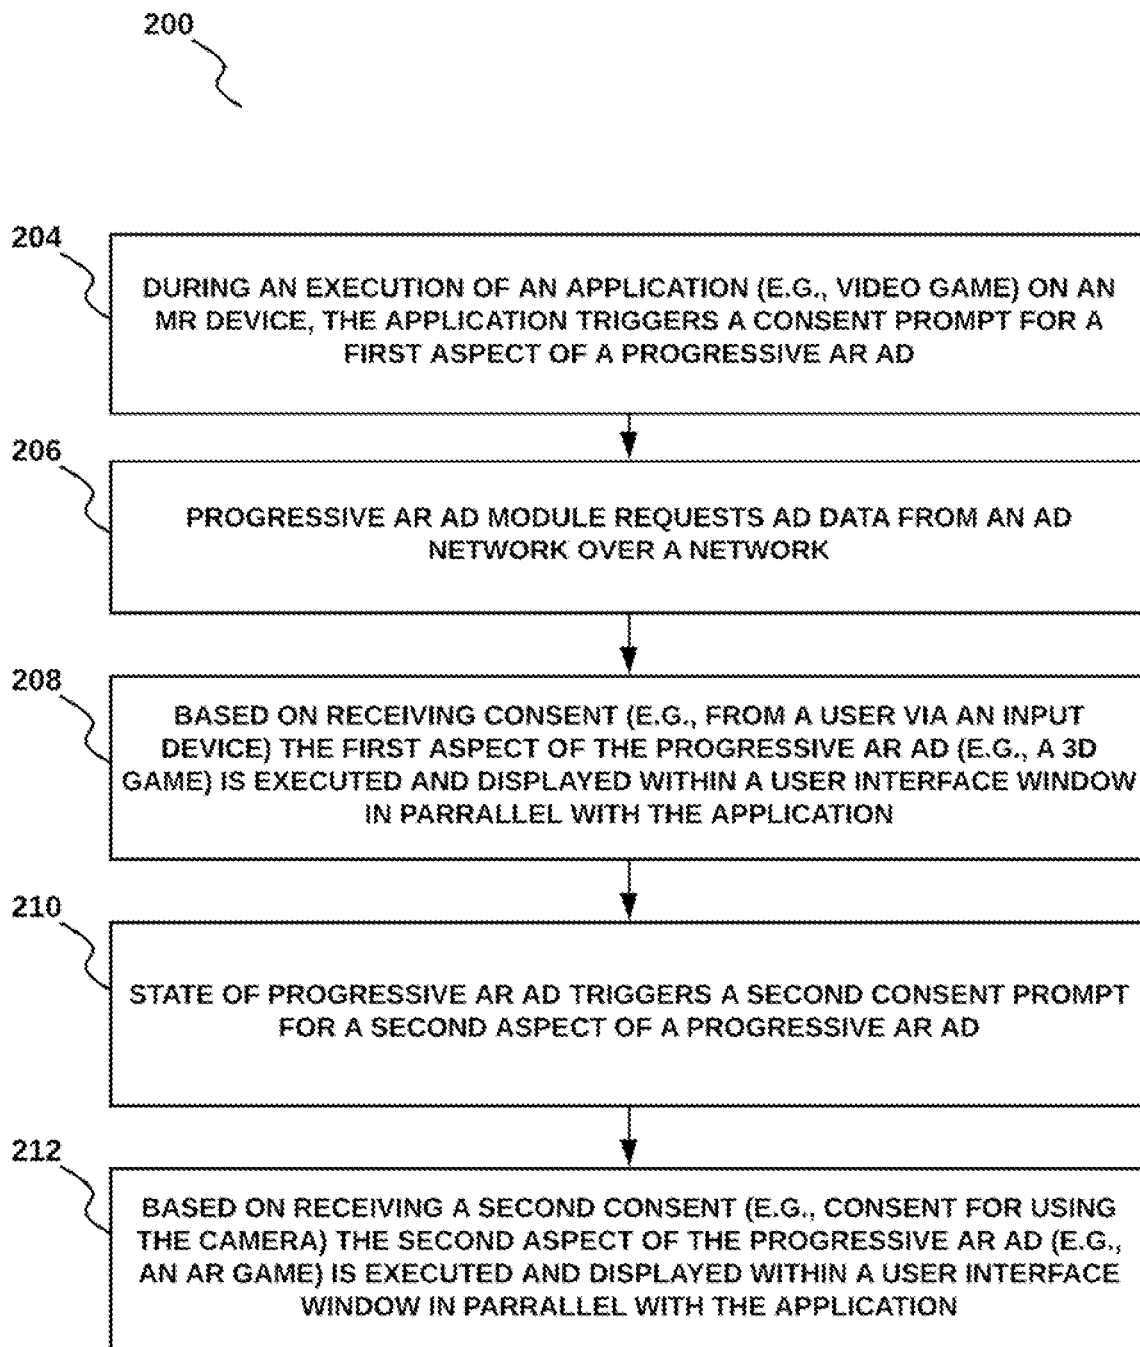 200
204
DURING AN EXECUTION OF AN APPLICATION (E.G., VIDEO GAME) ON AN
MR DEVICE, THE APPLICATION TRIGGERS A CONSENT PROMPT FOR A
FIRST ASPECT OF A PROGRESSIVE AR AD
206
PROGRESSIVE AR AD MODULE REQUESTS AD DATA FROM AN AD
NETWORK OVER A NETWORK
208
BASED ON RECEIVING CONSENT (E.G., FROM A USER VIA AN INPUT
DEVICE) THE FIRST ASPECT OF THE PROGRESSIVE AR AD (E.G., A 3D
GAME) IS EXECUTED AND DISPLAYED WITHIN A USER INTERFACE WINDOW
IN PARRALLEL WITH THE APPLICATION
210
STATE OF PROGRESSIVE AR AD TRIGGERS A SECOND CONSENT PROMPT
FOR A SECOND ASPECT OF A PROGRESSIVE AR AD
212
BASED ON RECEIVING A SECOND CONSENT (E.G., CONSENT FOR USING
THE CAMERA) THE SECOND ASPECT OF THE PROGRESSIVE AR AD (E.G.,
AN AR GAME) IS EXECUTED AND DISPLAYED WITHIN A USER INTERFACE
WINDOW IN PARRALLEL WITH THE APPLICATION